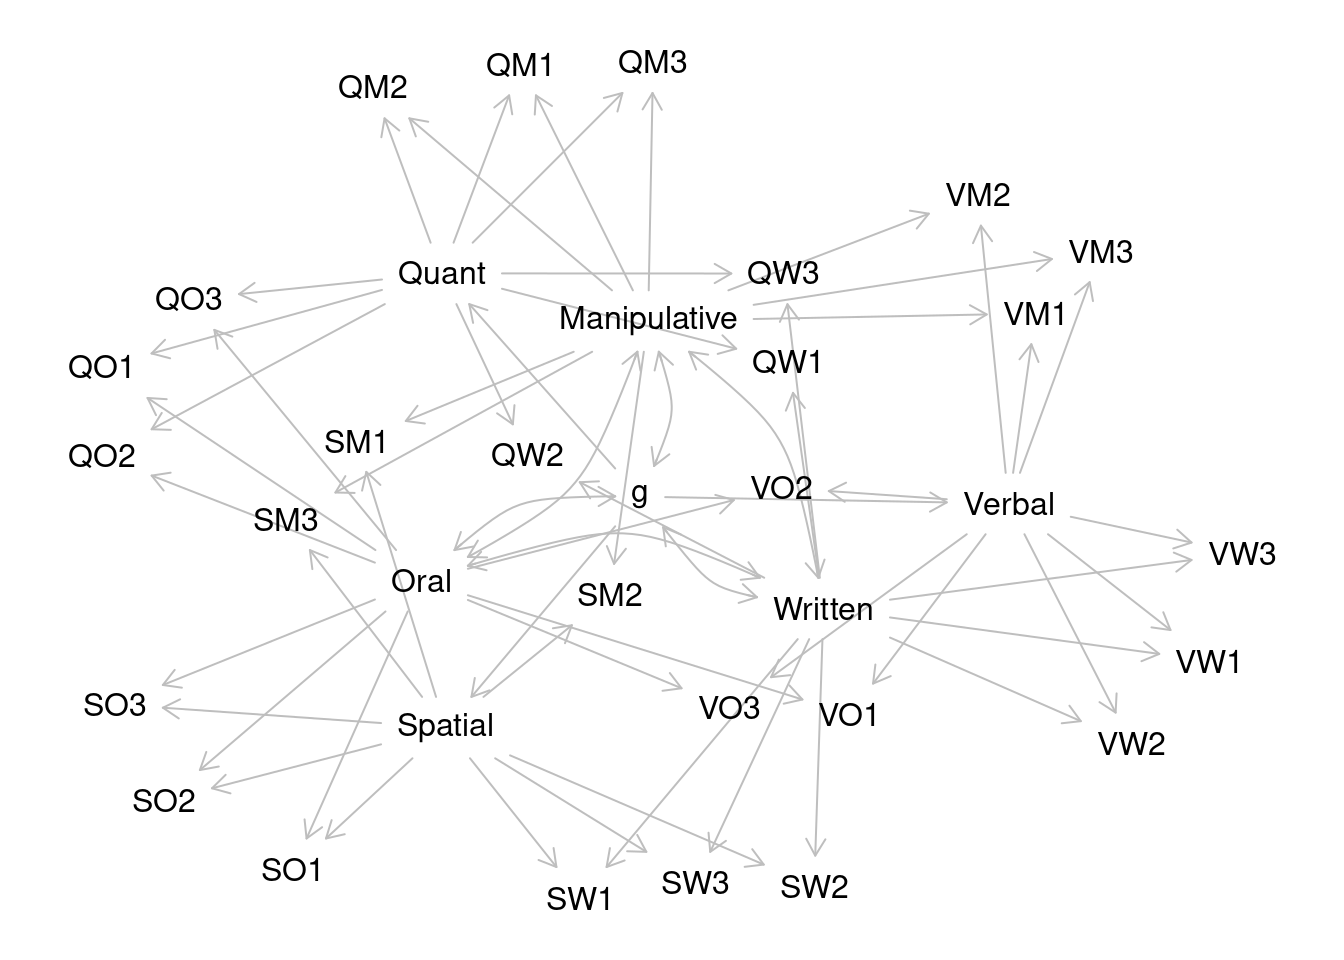 QM3
QM1
QM2
VM2
VM3
Quant
QW3
QO3
VM1
Manipulative
QW1
QO1
SM1
QW2
QO2
VO2
g
Verbal
SM3
VW3
Oral
SM2
Written
VW1
SO3
VO3
VO1
Spatial
VW2
SO2
SO1
SW3
SW2
SW1